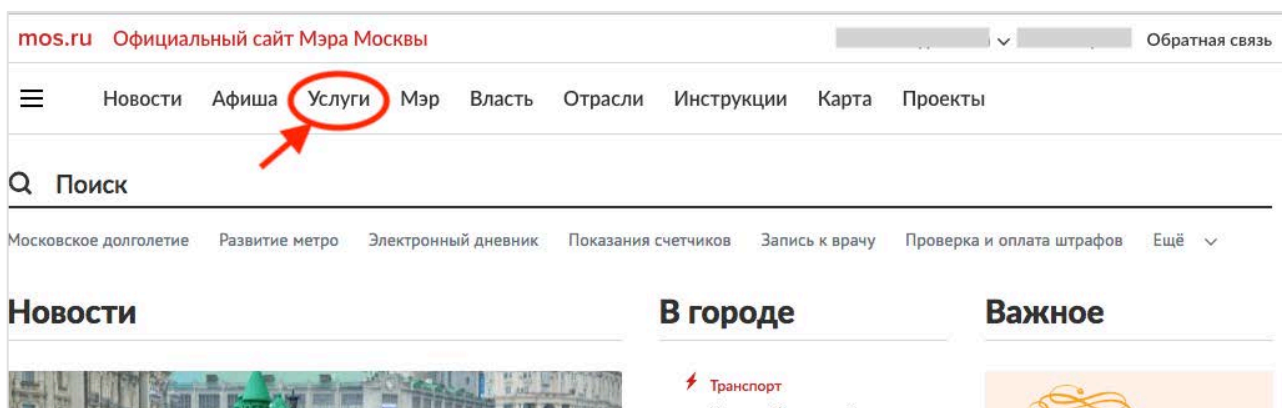 mos.ru Официальный сайт Мэра Москвы Обратная связь
Новости Афиша Услуги Мэр Власть Отрасли Инструкции Карта Проекты
Поиск
Московское долголетие Развитие метро Электронный дневник Показания счетчиков Запись к врачу Проверка и оплата штрафов Ещё
Новости В городе Важное
Транспорт